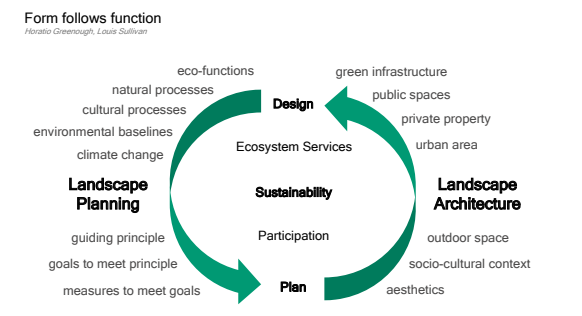 Form follows function
Horatio Greenough, Louis Sullivan
eco-functions
natural processes
cultural processes
environmental baselines
climate change
Landscape
Planning
guiding principle
goals to meet principle
measures to meet goals
Design
Ecosystem Services
Sustainability
Participation
Plan
green infrastructure
public spaces
private property
urban area
Landscape
Architecture
outdoor space
socio-cultural context
aesthetics